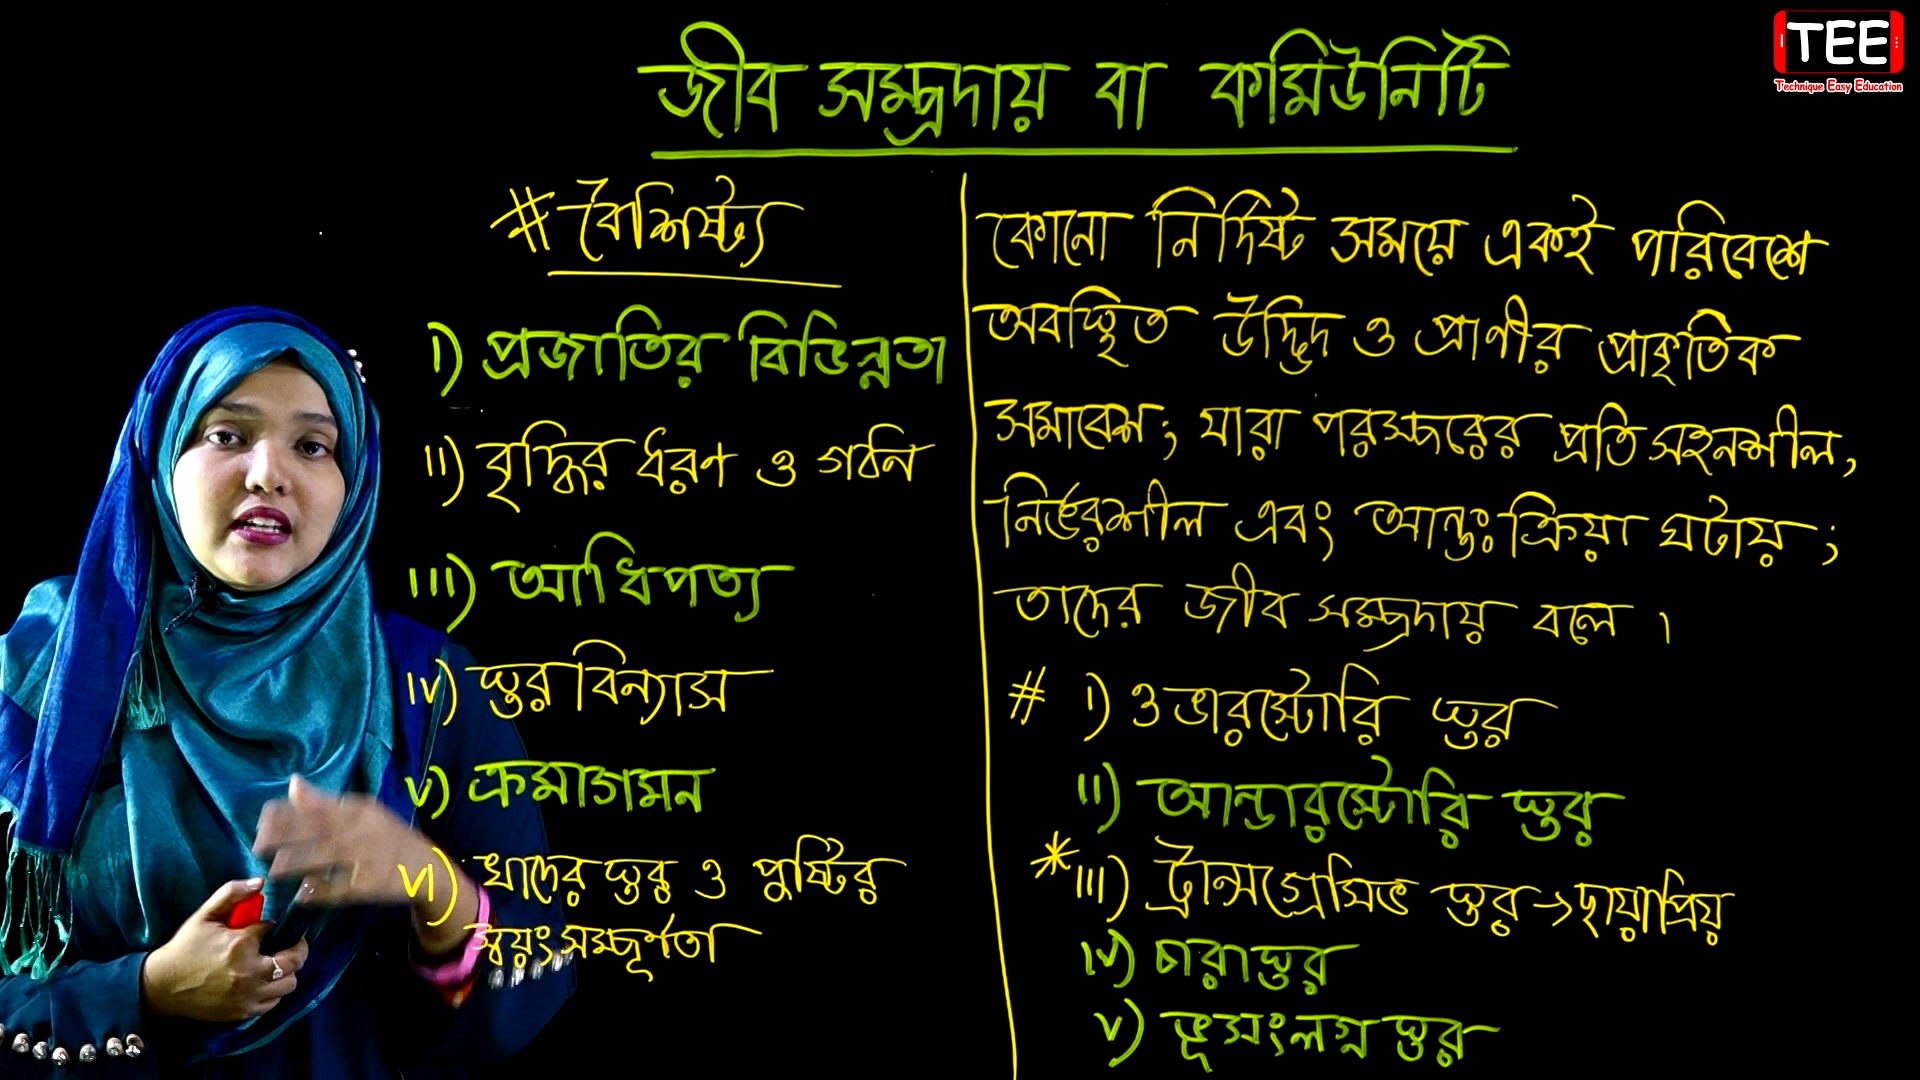 জীব সম্প্রদায় বা কমিউনিটি
TEE
Technique Easy Education
# বৈশিষ্ট্য
i) প্রজাতির বিভিন্নতা
ii) বৃদ্ধির ধরণ ও গঠন
iii) আধিপত্য
iv) স্তর বিন্যাস
v) ক্রমাগমন
vi) খাদ্যের স্তর ও পুষ্টির
স্বয়ংসম্পূর্ণতা
কোনো নির্দিষ্ট সময়ে একই পরিবেশে
অবস্থিত উদ্ভিদ ও প্রাণীর প্রাকৃতিক
সমাবেশ; যারা পরস্পরের প্রতি সহনশীল,
নির্ভরশীল এবং আন্তঃক্রিয়া ঘটায়;
তাদের জীব সম্প্রদায় বলে।
# i) ওভারস্টোরি স্তর
ii) আন্ডারস্টোরি স্তর
* iii) ট্রান্সগ্রেসিভ স্তর → ছায়াপ্রিয়
iv) চারাস্তর
v) ভূসংলগ্ন স্তর